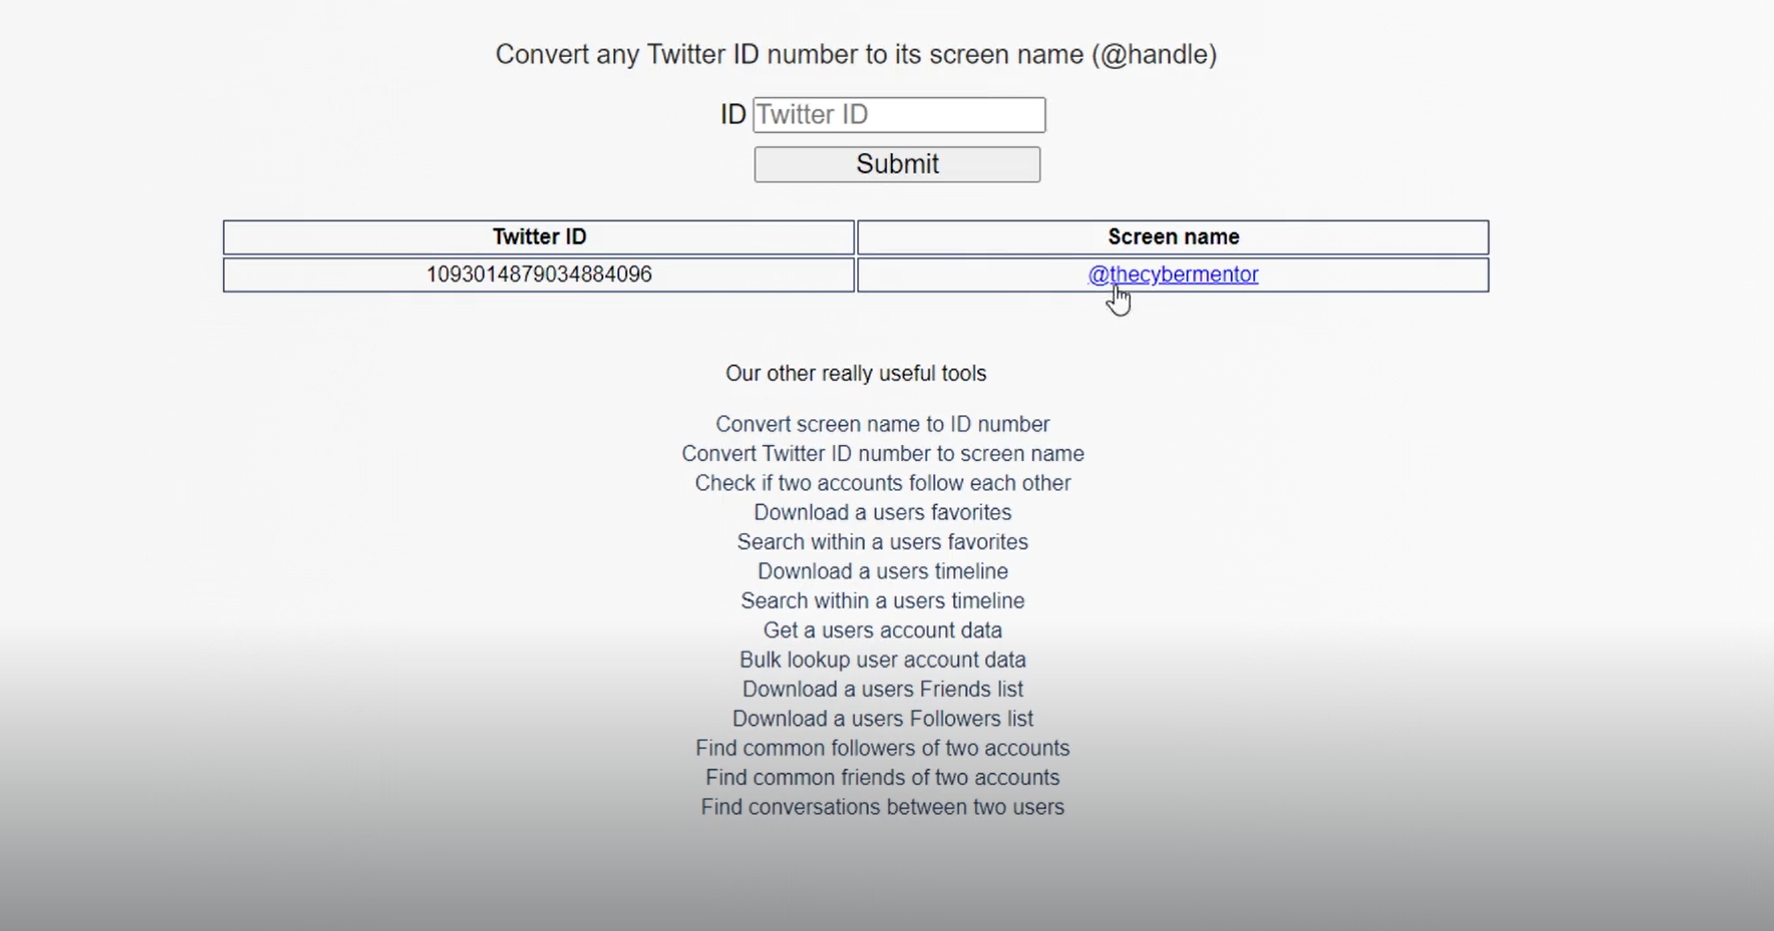 Convert any Twitter ID number to its screen name (@handle)
ID Twitter ID
Submit
Twitter ID Screen name
1093014879034884096 @thecybermentor
Our other really useful tools
Convert screen name to ID number
Convert Twitter ID number to screen name
Check if two accounts follow each other
Download a users favorites
Search within a users favorites
Download a users timeline
Search within a users timeline
Get a users account data
Bulk lookup user account data
Download a users Friends list
Download a users Followers list
Find common followers of two accounts
Find common friends of two accounts
Find conversations between two users